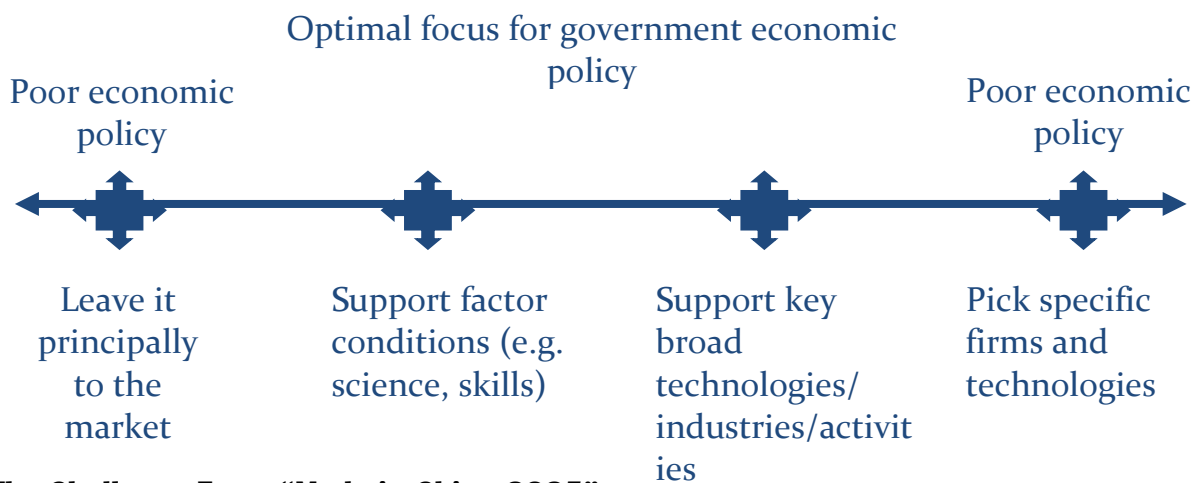 Optimal focus for government economic
policy
Poor economic
policy
Poor economic
policy
Leave it
principally
to the
market
Support factor
conditions (e.g.
science, skills)
Support key
broad
technologies/
industries/activit
ies
Pick specific
firms and
technologies